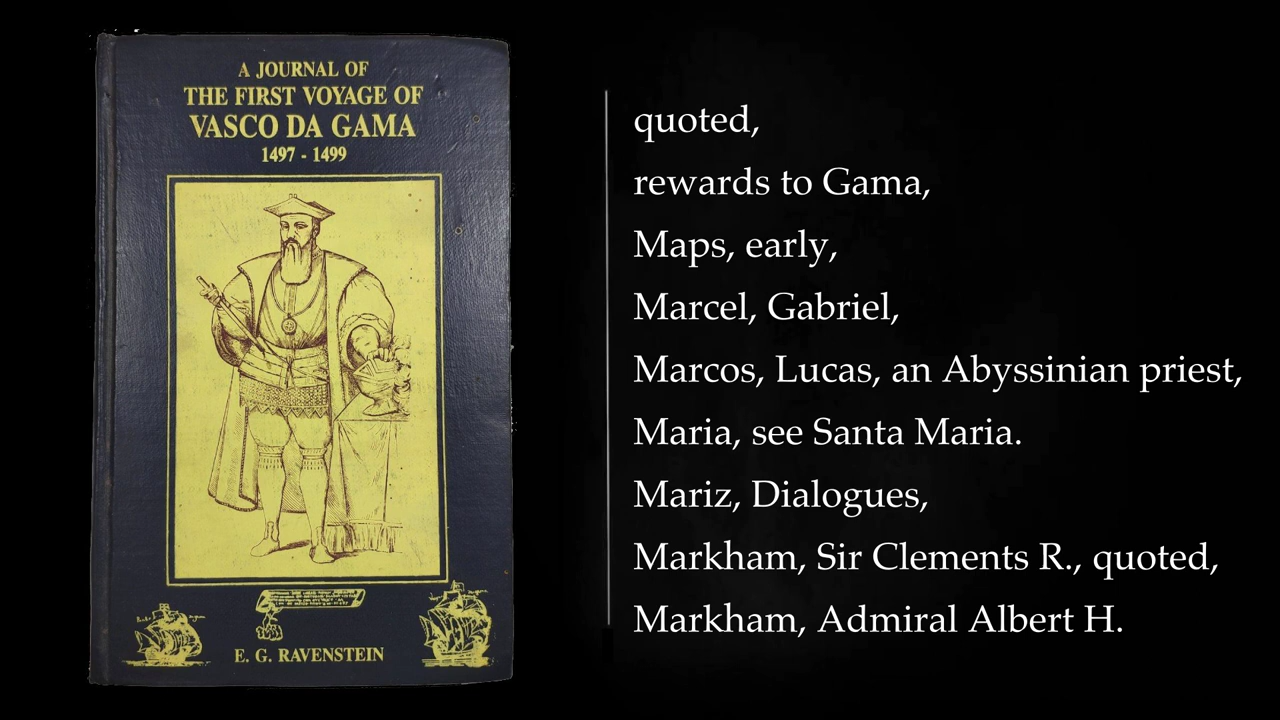 A JOURNAL OF
THE FIRST VOYAGE OF
VASCO DA GAMA
1497 - 1499
E. G. RAVENSTEIN
quoted,
rewards to Gama,
Maps, early,
Marcel, Gabriel,
Marcos, Lucas, an Abyssinian priest,
Maria, see Santa Maria.
Mariz, Dialogues,
Markham, Sir Clements R., quoted,
Markham, Admiral Albert H.